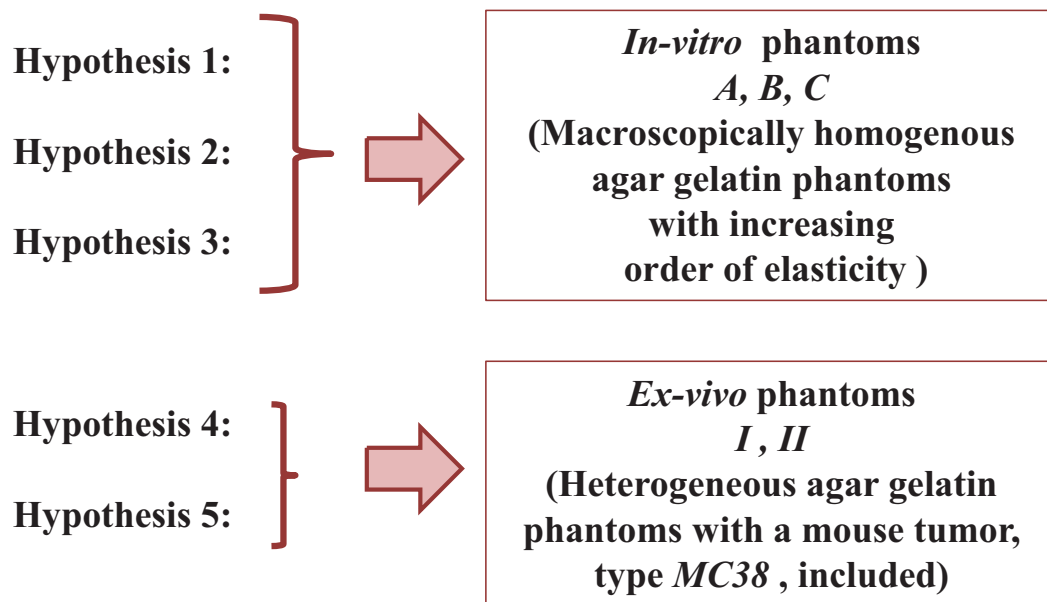 Hypothesis 1:
Hypothesis 2:
Hypothesis 3:
In-vitro phantoms
A, B, C
(Macroscopically homogenous
agar gelatin phantoms
with increasing
order of elasticity )
Hypothesis 4:
Hypothesis 5:
Ex-vivo phantoms
I , II
(Heterogeneous agar gelatin
phantoms with a mouse tumor,
type MC38 , included)